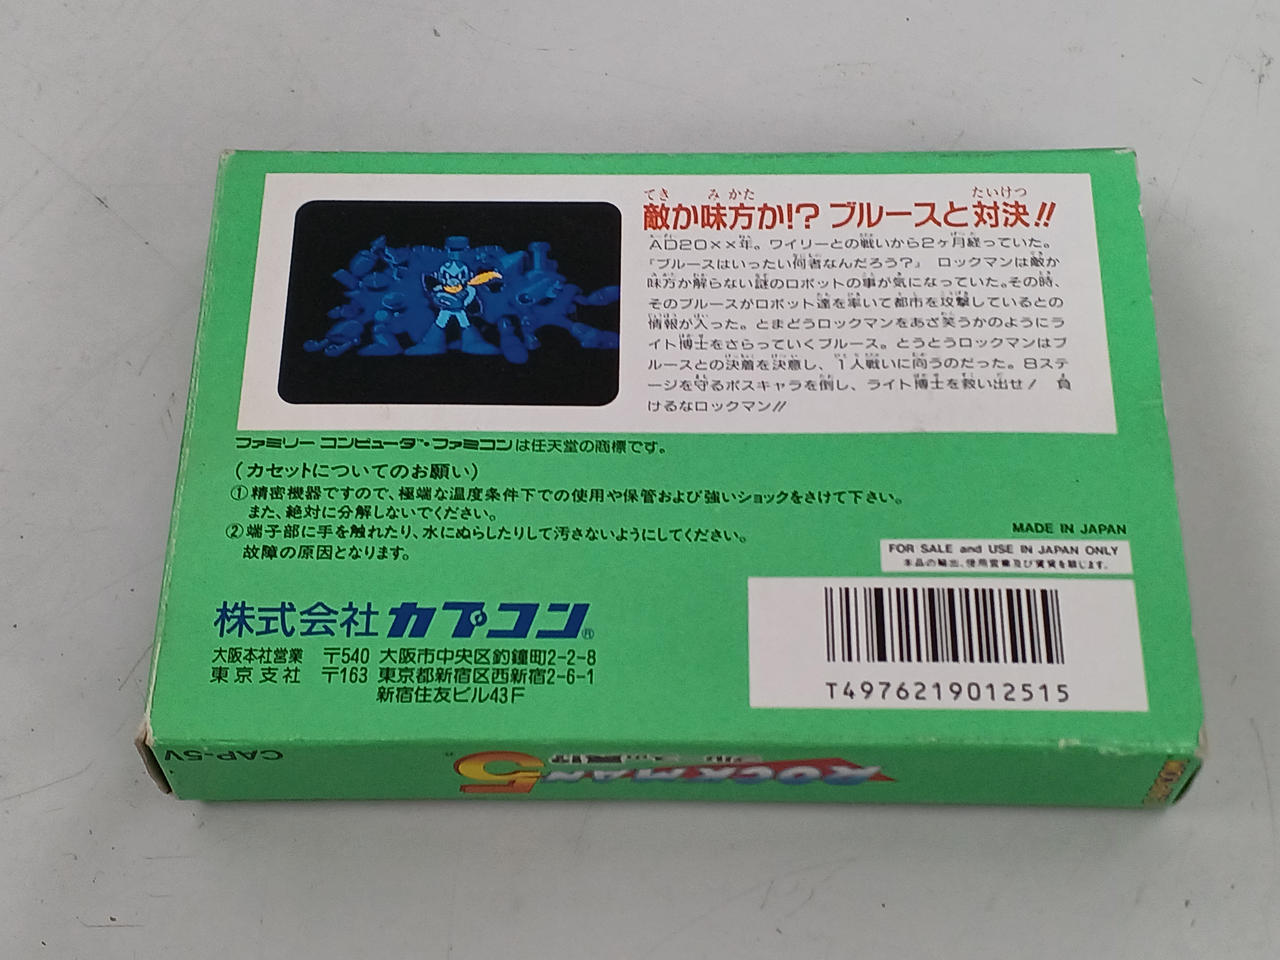 敵か味方か!? ブルースと対決!!
AD20××年。ワイリーとの戦いから2ヶ月経っていた。
「ブルースはいったい何者なんだろう?」 ロックマンは敵か
味方か解らない謎のロボットの事が気になっていた。その時、
そのブルースがロボット達を率いて都市を攻撃しているとの
情報が入った。とまどうロックマンをあざ笑うかのようにラ
イト博士をさらっていくブルース。とうとうロックマンはブ
ルースとの決着を決意し、1人戦いに向うのだった。8ステ
ージを守るボスキャラを倒し、ライト博士を救い出せ! 負
けるなロックマン!!
ファミリー コンピュータ™・ファミコンは任天堂の商標です。
(カセットについてのお願い)
①精密機器ですので、極端な温度条件下での使用や保管および強いショックをさけて下さい。
また、絶対に分解しないでください。
②端子部に手を触れたり、水にぬらしたりして汚さないようにしてください。
故障の原因となります。
MADE IN JAPAN
FOR SALE and USE IN JAPAN ONLY
本品の輸出、使用営業及び賃貸を禁じます。
株式会社 カプコン®
大阪本社営業 〒540 大阪市中央区釣鐘町2-2-8
東京支社 〒163 東京都新宿区西新宿2-6-1
新宿住友ビル43F
T4976219012515
CAP-5V
ROCKMAN 5